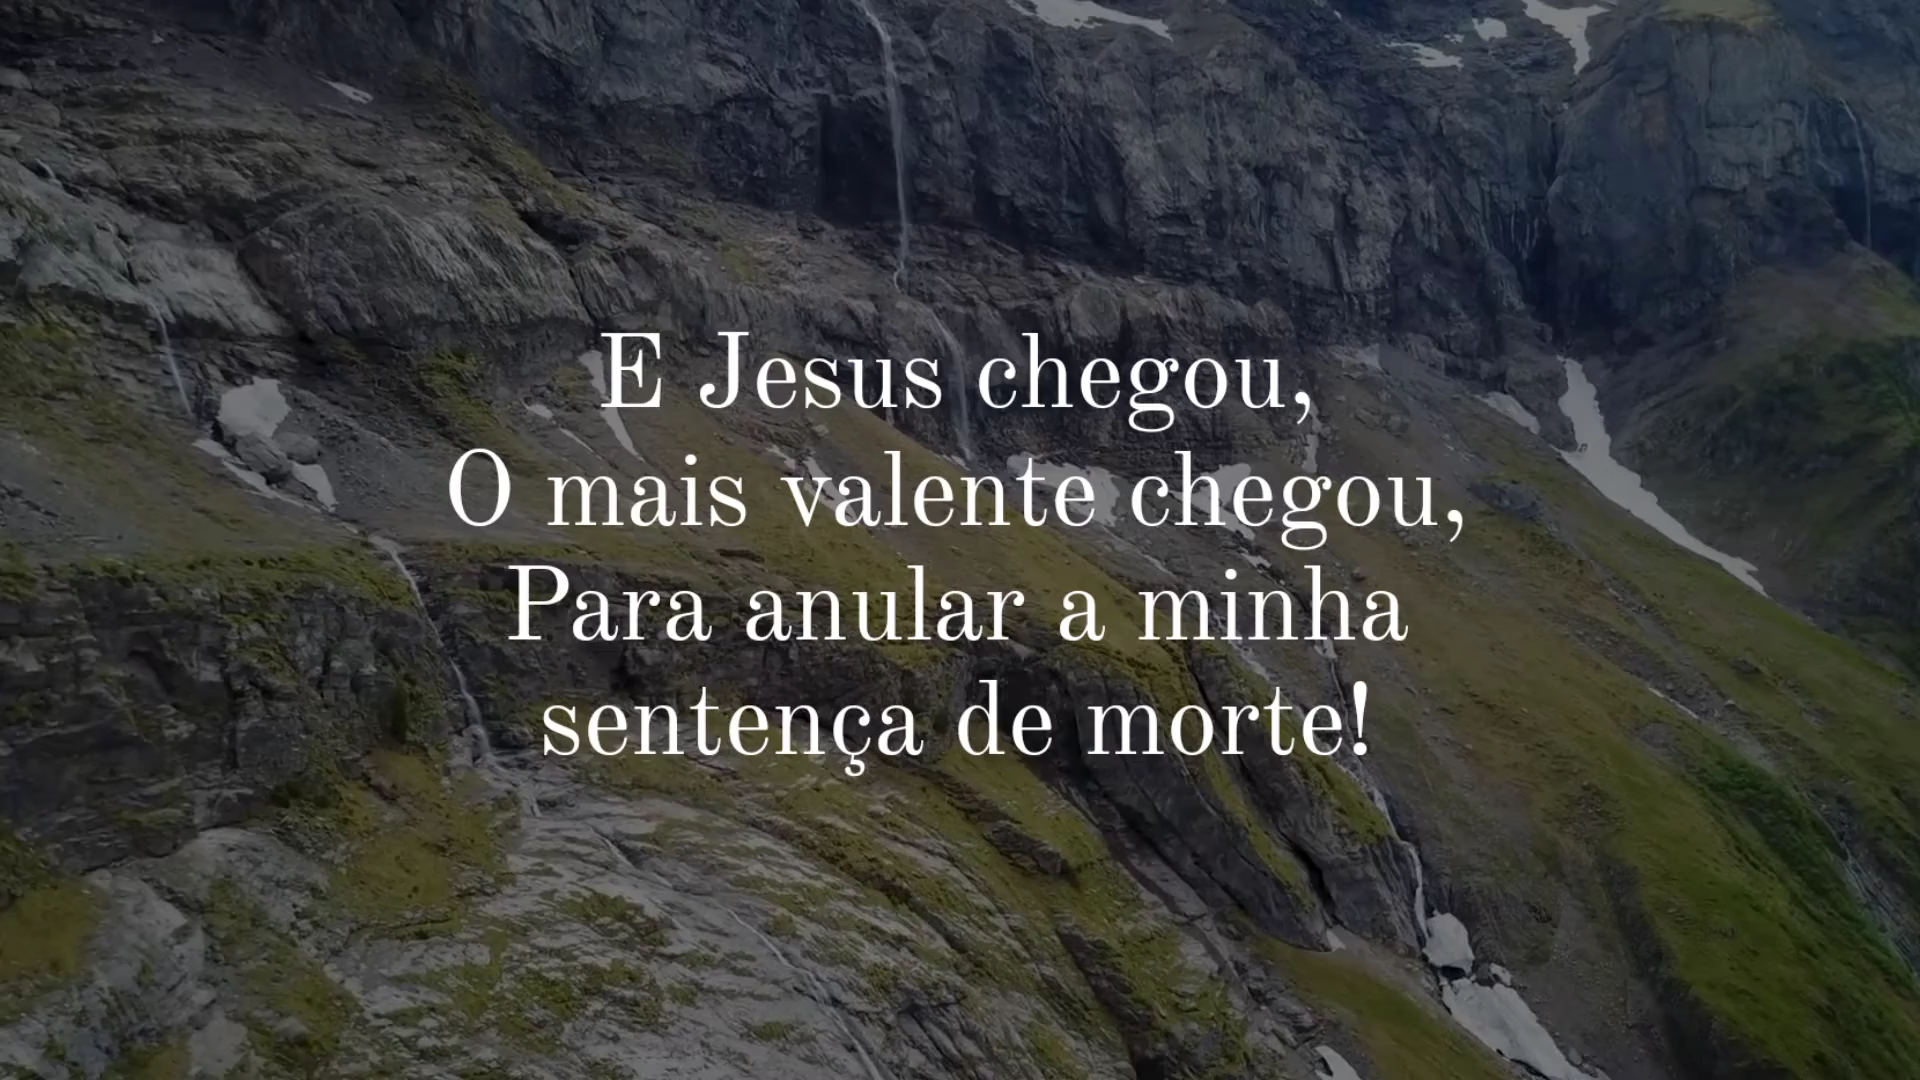 E Jesus chegou,
O mais valente chegou,
Para anular a minha
sentença de morte!